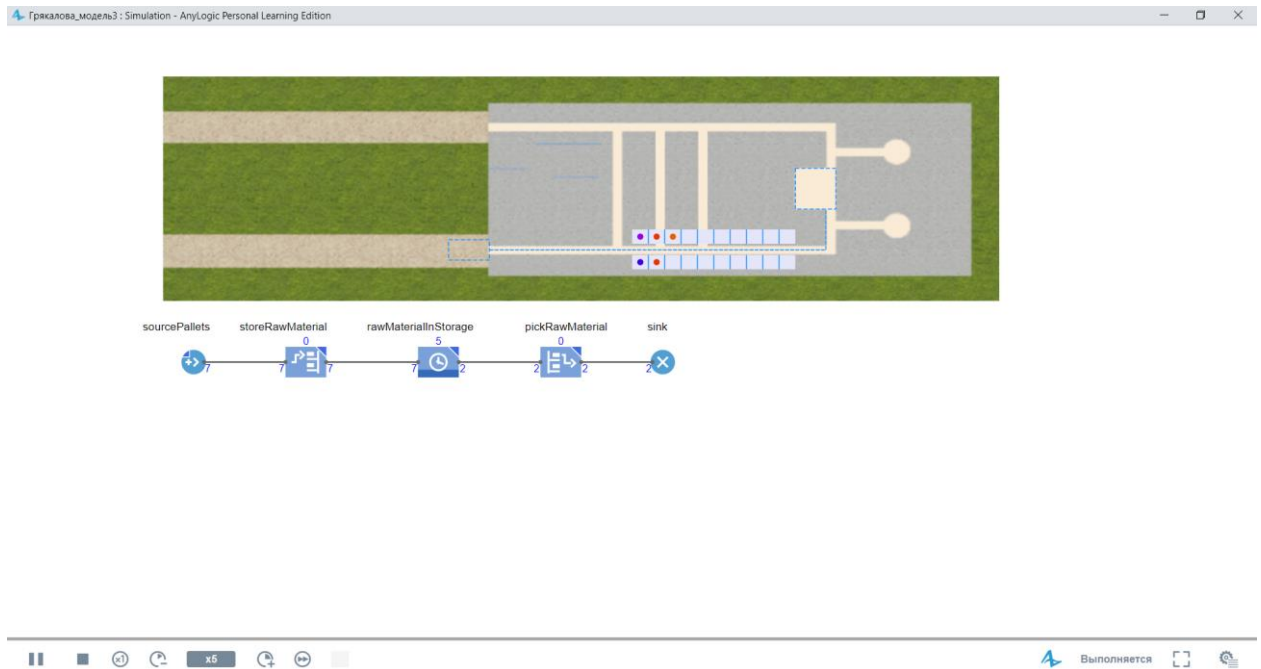 Грякалова_модель3 : Simulation - AnyLogic Personal Learning Edition
sourcePallets storeRawMaterial rawMaterialInStorage pickRawMaterial sink
0 5 0
7 7 7 7 2 2 2 2
x1 x5 Выполняется